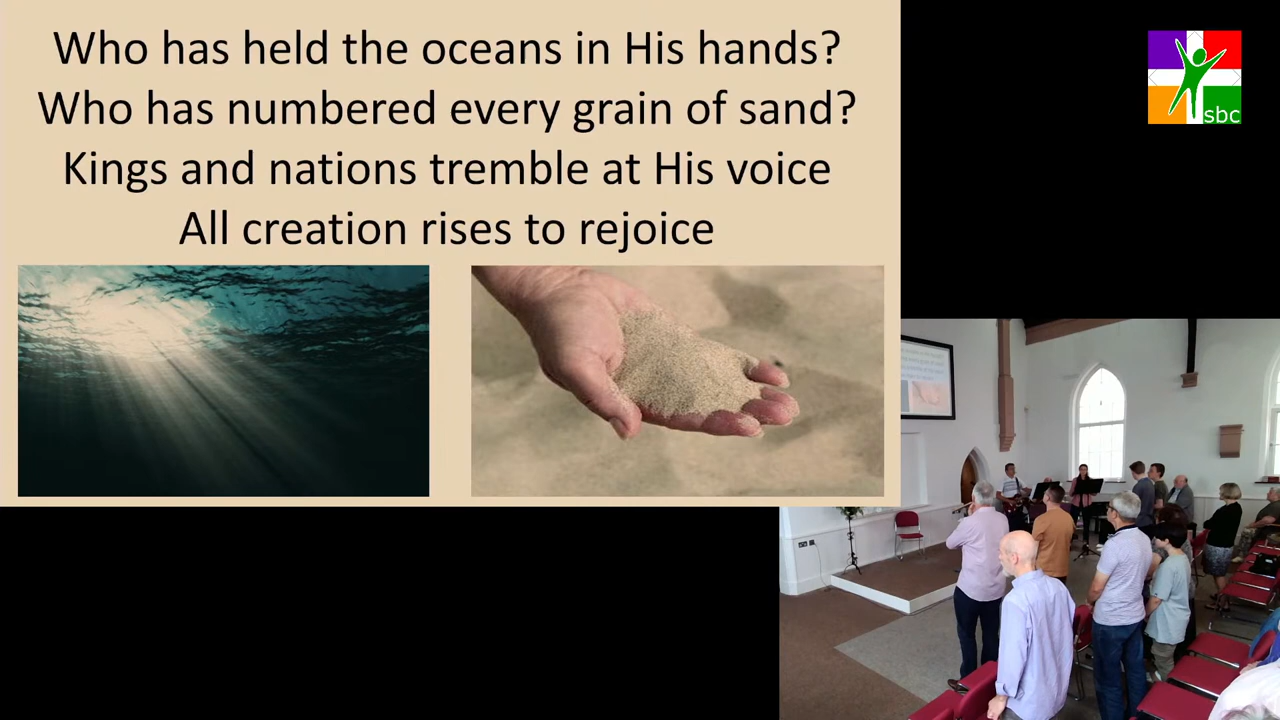 Who has held the oceans in His hands?
Who has numbered every grain of sand?
Kings and nations tremble at His voice
All creation rises to rejoice
sbc